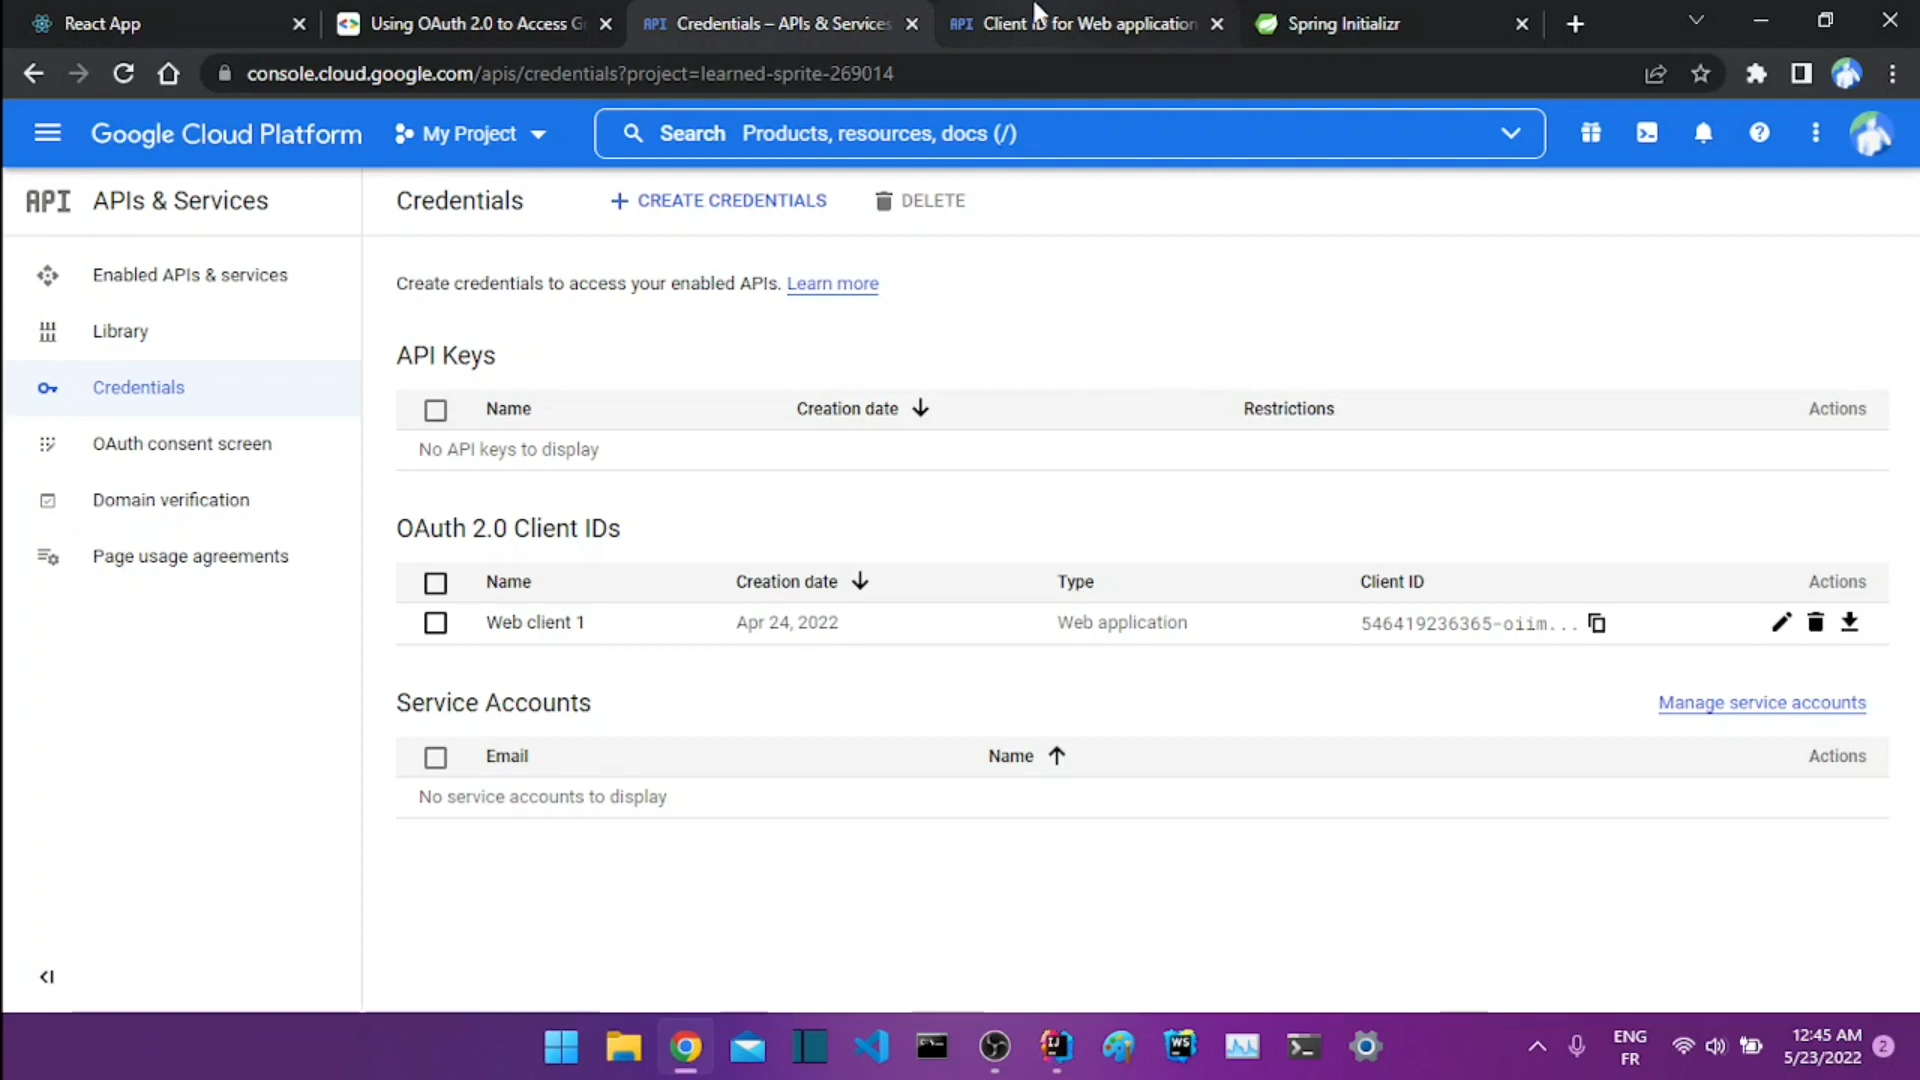 React App
Using OAuth 2.0 to Access G
API Credentials – APIs & Services
API Client ID for Web application
Spring Initializr
console.cloud.google.com/apis/credentials?project=learned-sprite-269014
Google Cloud Platform
My Project
Search Products, resources, docs (/)
API APIs & Services
Credentials
CREATE CREDENTIALS
DELETE
Enabled APIs & services
Library
Credentials
OAuth consent screen
Domain verification
Page usage agreements
Create credentials to access your enabled APIs. Learn more
API Keys
Name Creation date Restrictions Actions
No API keys to display
OAuth 2.0 Client IDs
Name Creation date Type Client ID Actions
Web client 1 Apr 24, 2022 Web application 546419236365-oiim...
Service Accounts
Manage service accounts
Email Name Actions
No service accounts to display
IJ
WS
ENG
FR
12:45 AM
5/23/2022
2